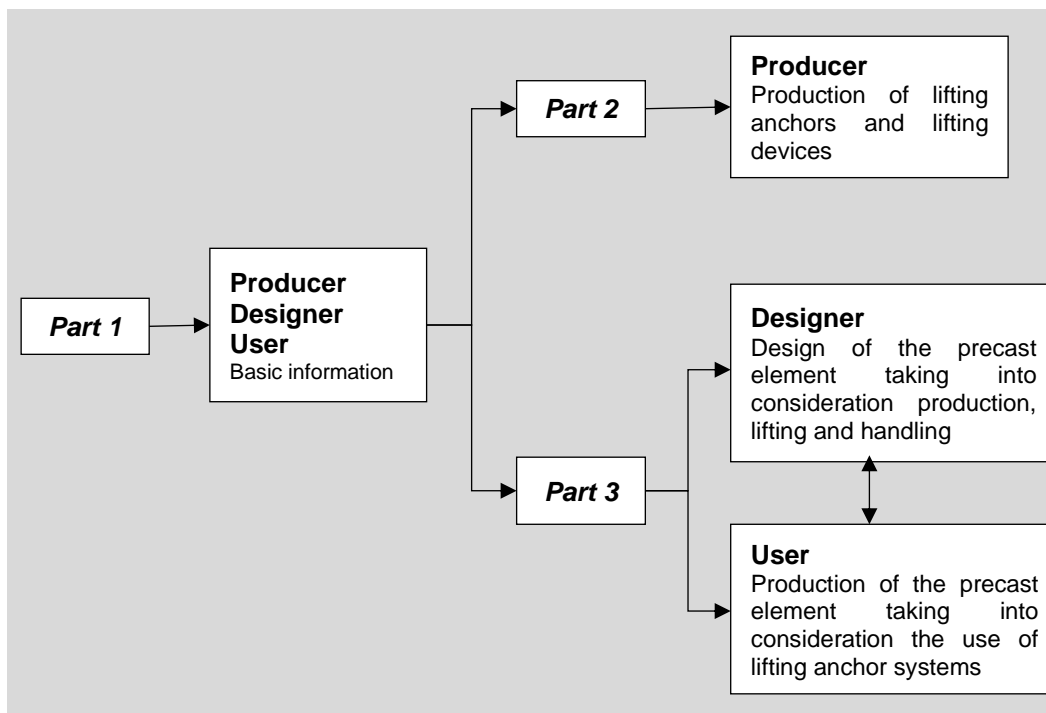 Part 1
Producer
Designer
User
Basic information
Part 2
Producer
Production of lifting
anchors and lifting
devices
Part 3
Designer
Design of the precast
element taking into
consideration production,
lifting and handling
User
Production of the precast
element taking into
consideration the use of
lifting anchor systems